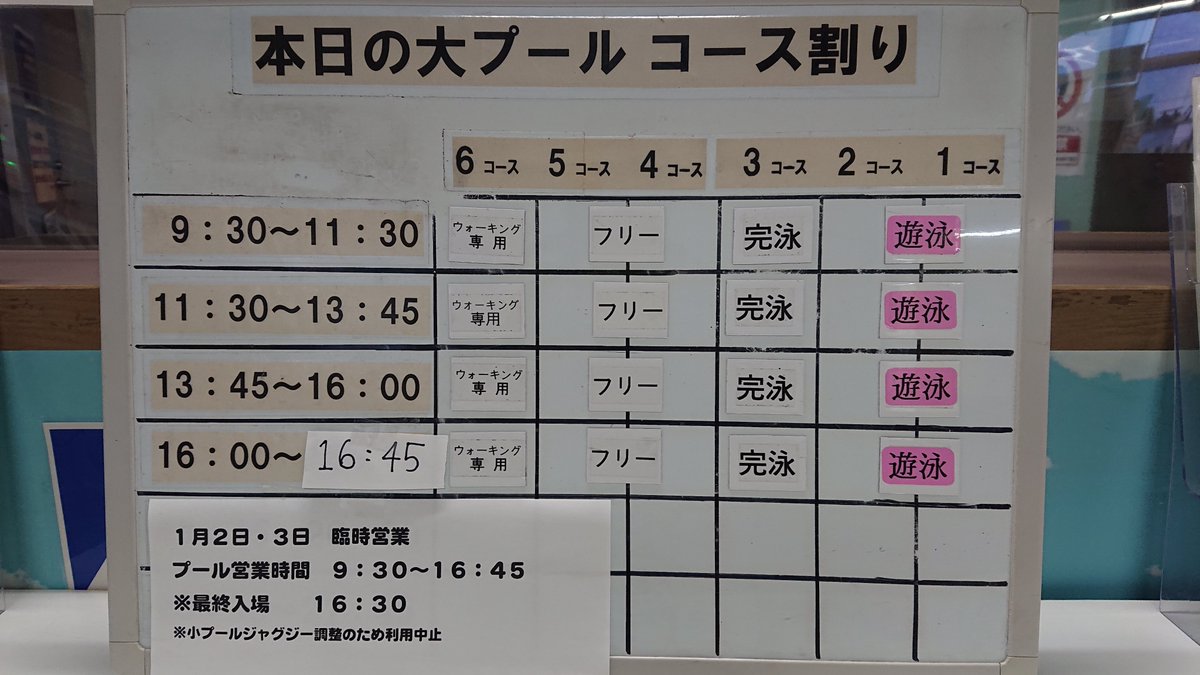 本日の大プール コース割り
6コース 5コース 4コース 3コース 2コース 1コース
9：30～11：30 ウォーキング専用 フリー 完泳 遊泳
11：30～13：45 ウォーキング専用 フリー 完泳 遊泳
13：45～16：00 ウォーキング専用 フリー 完泳 遊泳
16：00～16：45 ウォーキング専用 フリー 完泳 遊泳
1月2日・3日 臨時営業
プール営業時間 9：30～16：45
※最終入場 16：30
※小プールジャグジー調整のため利用中止